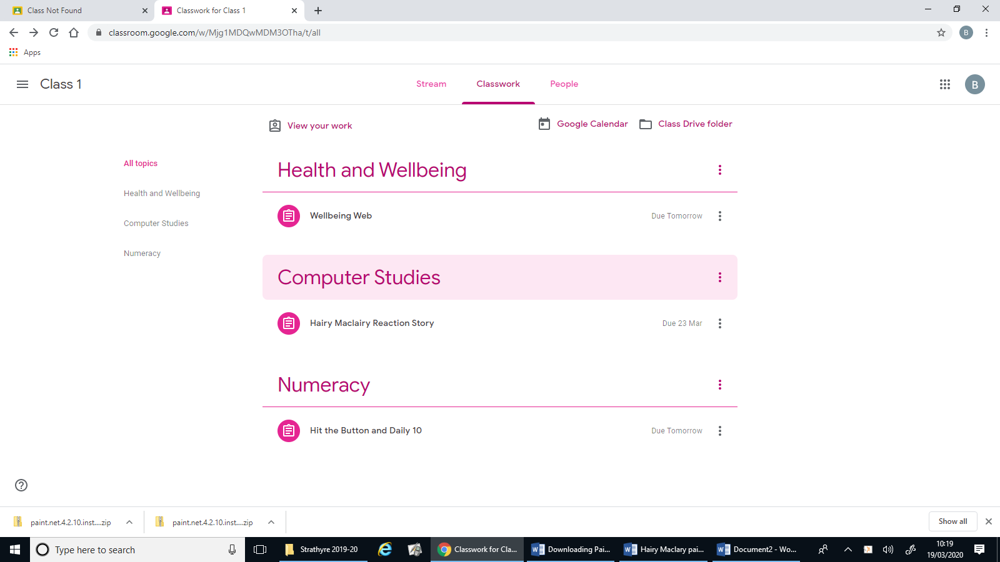 Class Not Found
Classwork for Class 1
classroom.google.com/w/Mjg1MDQwMDM3OTha/t/all
B
Apps
Class 1
Stream
Classwork
People
B
View your work
Google Calendar
Class Drive folder
All topics
Health and Wellbeing
Computer Studies
Numeracy
Health and Wellbeing
Wellbeing Web
Due Tomorrow
Computer Studies
Hairy Maclairy Reaction Story
Due 23 Mar
Numeracy
Hit the Button and Daily 10
Due Tomorrow
paint.net.4.2.10.inst....zip
paint.net.4.2.10.inst....zip
Show all
Type here to search
Strathyre 2019-20
Classwork for Cla...
Downloading Pai...
Hairy Maclary pai...
Document2 - Wo...
10:19
19/03/2020